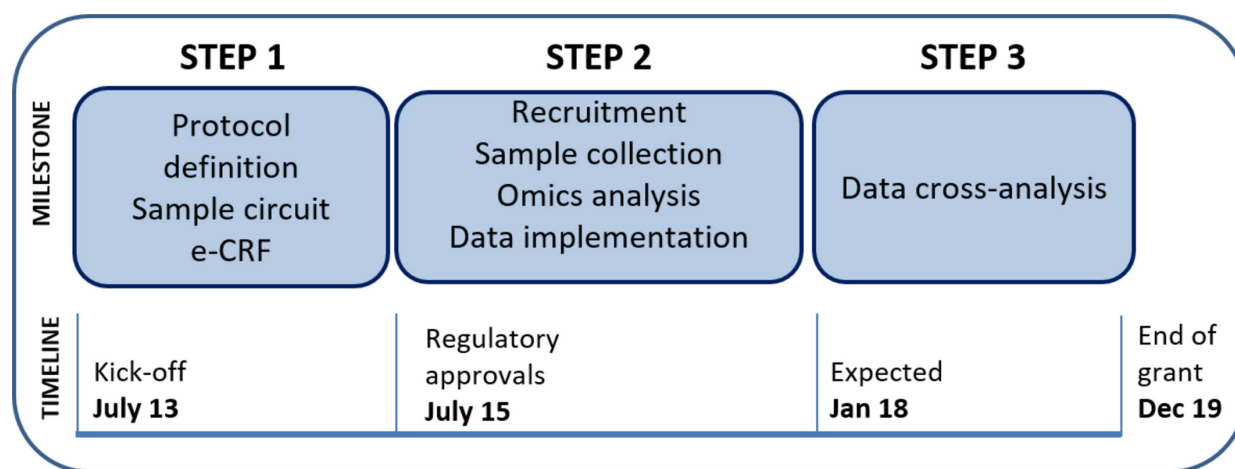 STEP 1
STEP 2
STEP 3
MILESTONE
Protocol
definition
Sample circuit
e-CRF
Recruitment
Sample collection
Omics analysis
Data implementation
Data cross-analysis
TIMELINE
Kick-off
July 13
Regulatory
approvals
July 15
Expected
Jan 18
End of
grant
Dec 19